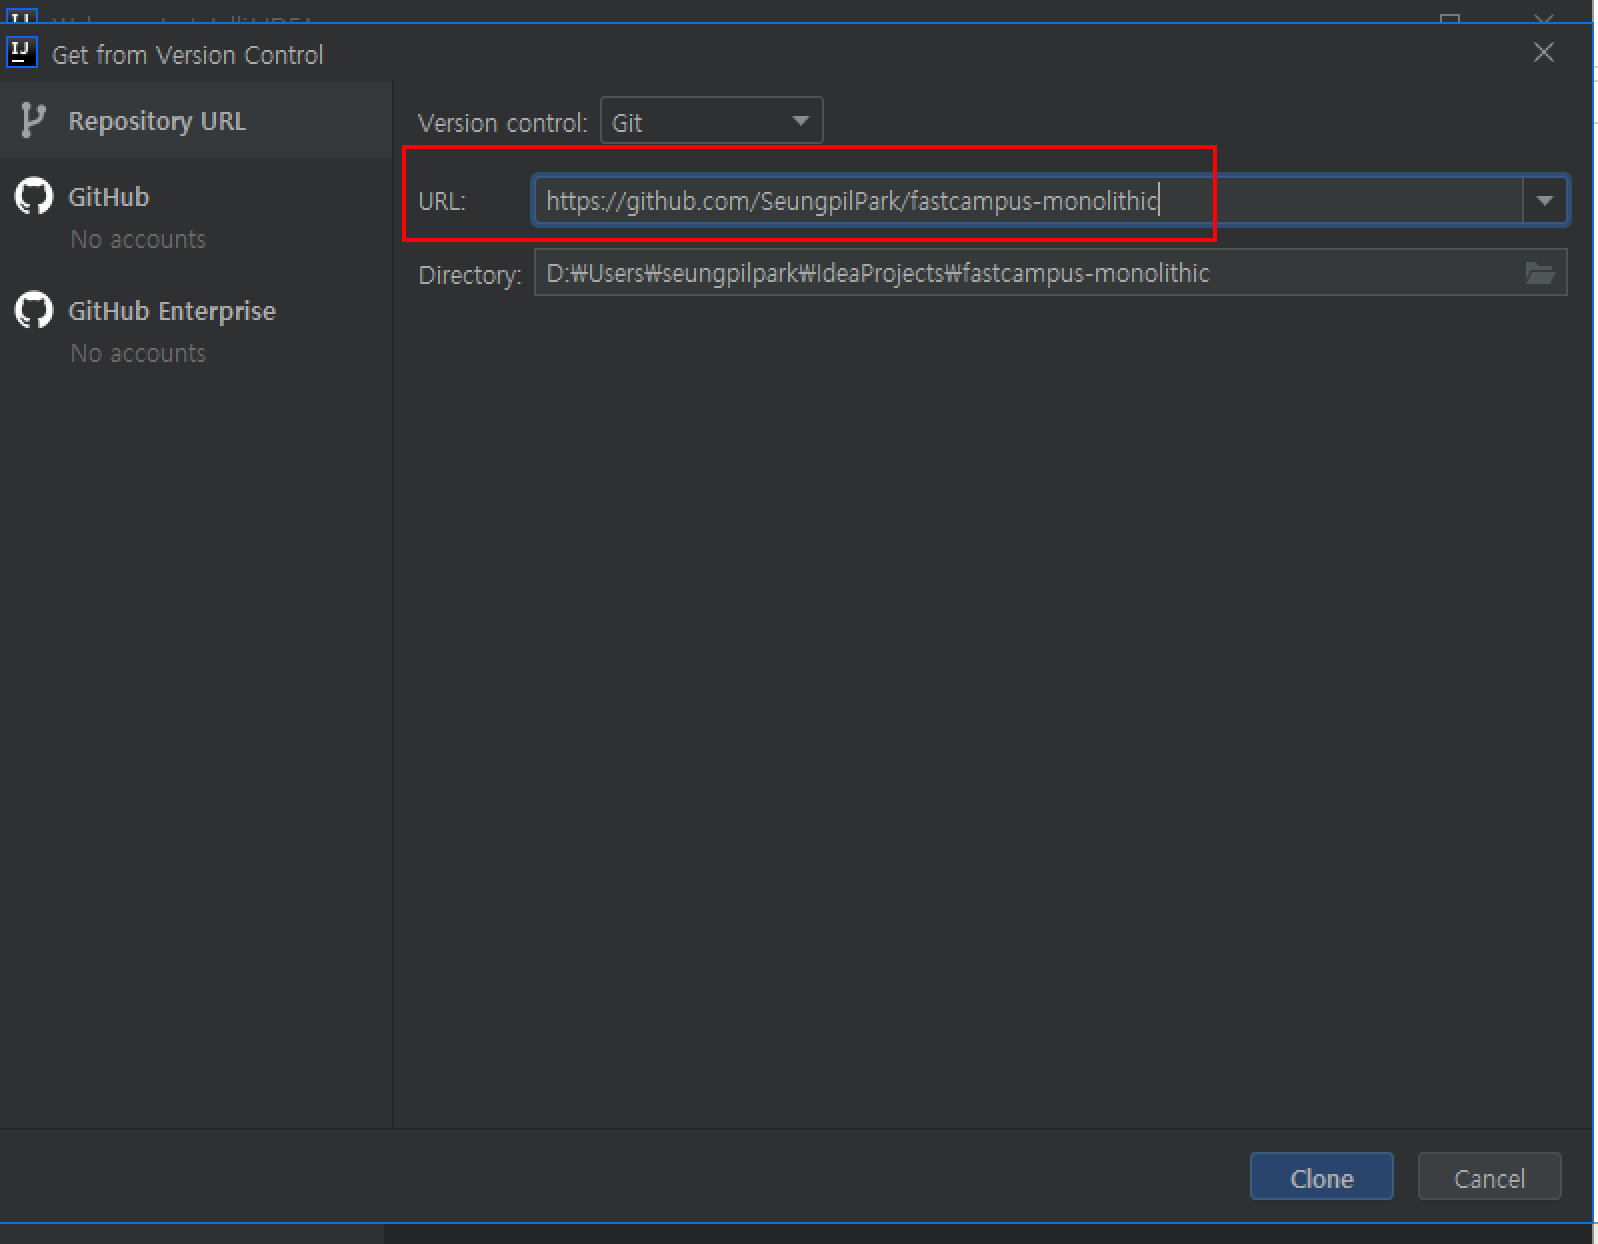 Get from Version Control
Repository URL
GitHub
No accounts
GitHub Enterprise
No accounts
Version control: Git
URL: https://github.com/SeungpilPark/fastcampus-monolithic
Directory: D:₩Users₩seungpilpark₩IdeaProjects₩fastcampus-monolithic
Clone Cancel